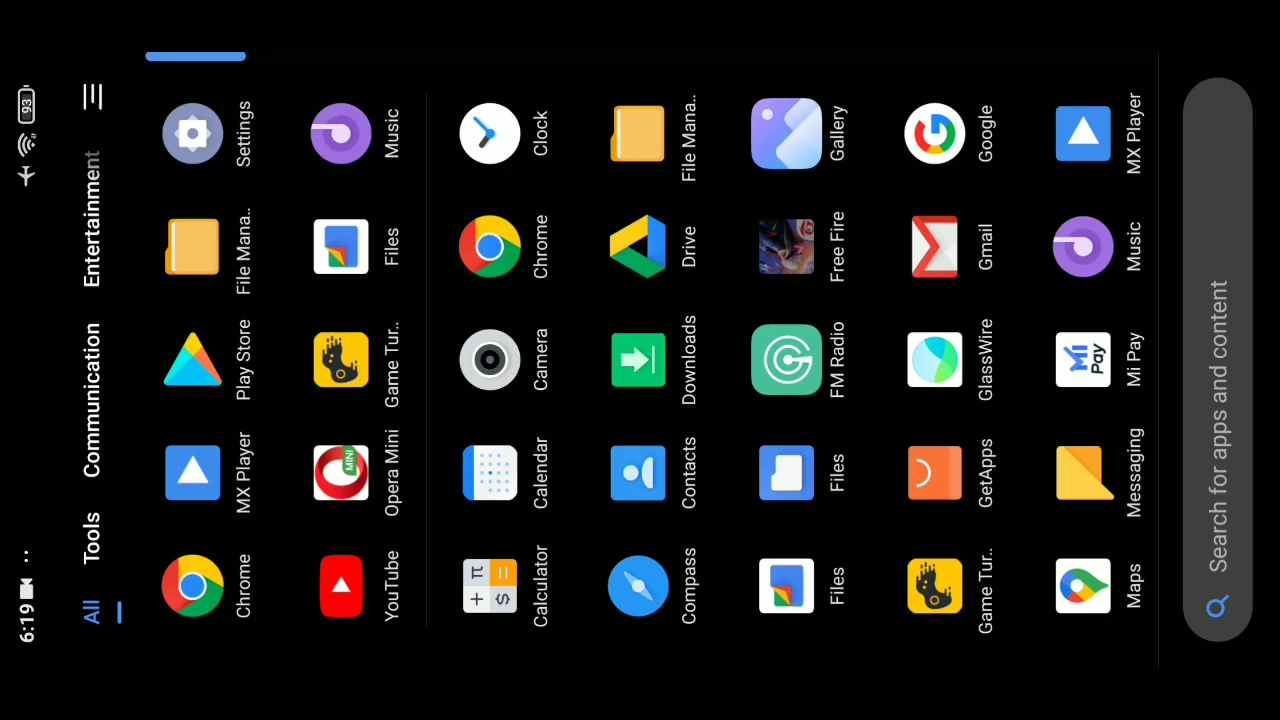 6:19 93
All Tools Communication Entertainment
Chrome MX Player Play Store File Mana.. Settings
MINI
YouTube Opera Mini Game Tur.. Files Music
+ π
$ =
Calculator Calendar Camera Chrome Clock
Compass Contacts Downloads Drive File Mana..
Files Files FM Radio Free Fire Gallery
Game Tur.. GetApps GlassWire Gmail Google
Mi
Pay
Maps Messaging Mi Pay Music MX Player
Search for apps and content